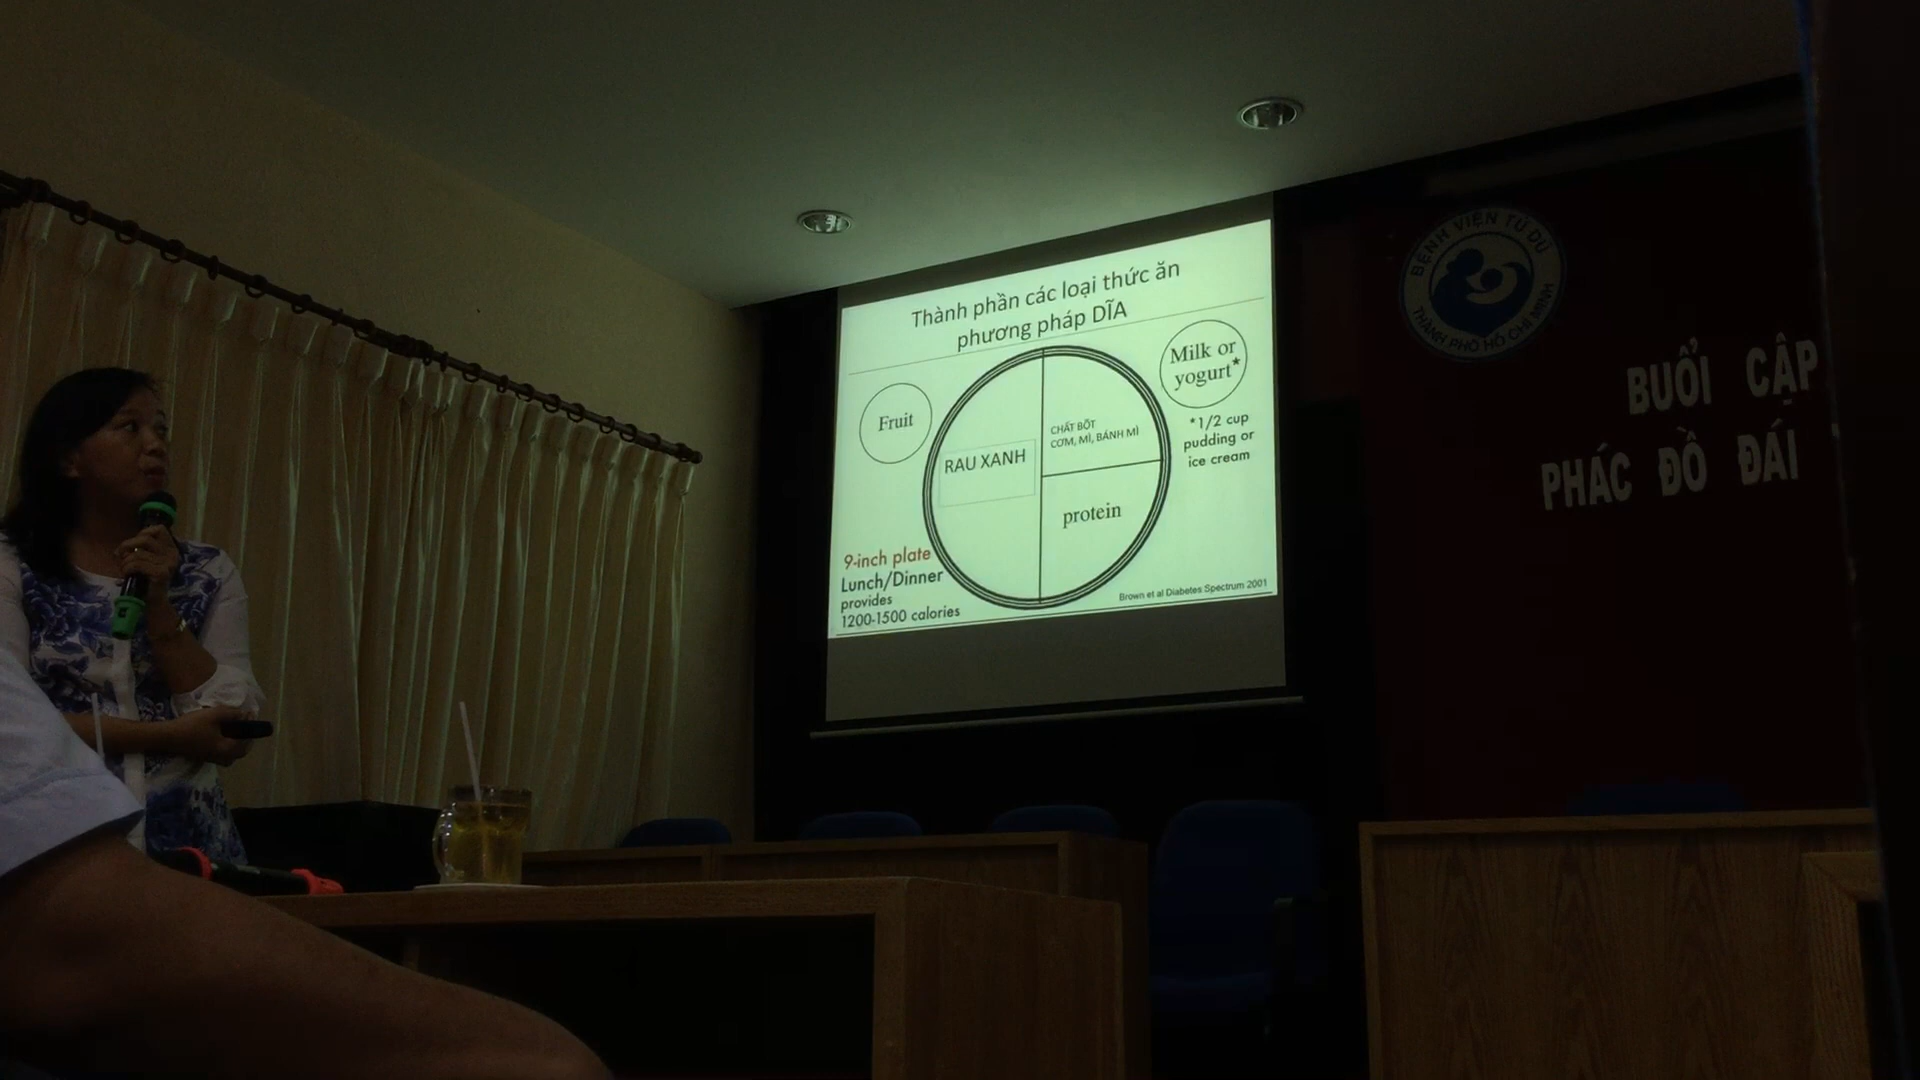 Thành phần các loại thức ăn
phương pháp DĨA
Fruit
Milk or
yogurt*
*1/2 cup
pudding or
ice cream
RAU XANH
CHẤT BỘT
CƠM, MÌ, BÁNH MÌ
protein
9-inch plate
Lunch/Dinner
provides
1200-1500 calories
Brown et al Diabetes Spectrum 2001
BỆNH VIỆN TỪ DŨ
THÀNH PHỐ HỒ CHÍ MINH
BUỔI CẬP
PHÁC ĐỒ ĐÁI